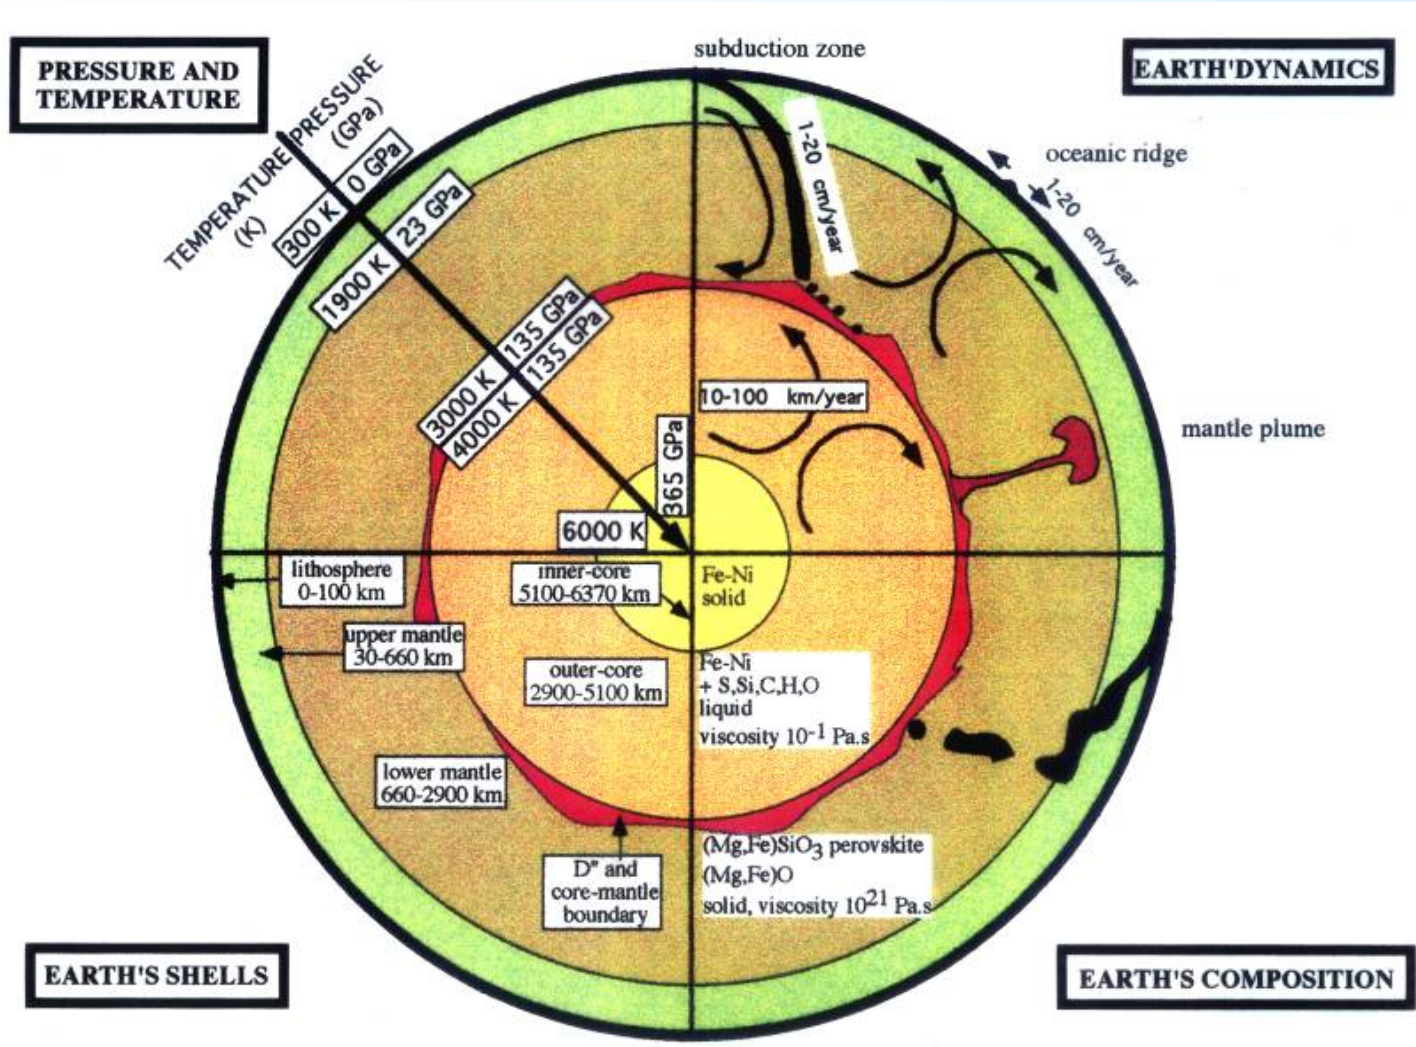 PRESSURE AND
TEMPERATURE
TEMPERATURE
(K)
PRESSURE
(GPa)
300 K
0 GPa
1900 K
23 GPa
3000 K
135 GPa
4000 K
135 GPa
6000 K
365 GPa
EARTH'DYNAMICS
subduction zone
1-20 cm/year
oceanic ridge
1-20 cm/year
10-100 km/year
mantle plume
lithosphere
0-100 km
upper mantle
30-660 km
inner-core
5100-6370 km
outer-core
2900-5100 km
lower mantle
660-2900 km
D" and
core-mantle
boundary
EARTH'S SHELLS
Fe-Ni
solid
Fe-Ni
+ S,Si,C,H,O
liquid
viscosity 10⁻¹ Pa.s
(Mg,Fe)SiO₃ perovskite
(Mg,Fe)O
solid, viscosity 10²¹ Pa.s
EARTH'S COMPOSITION